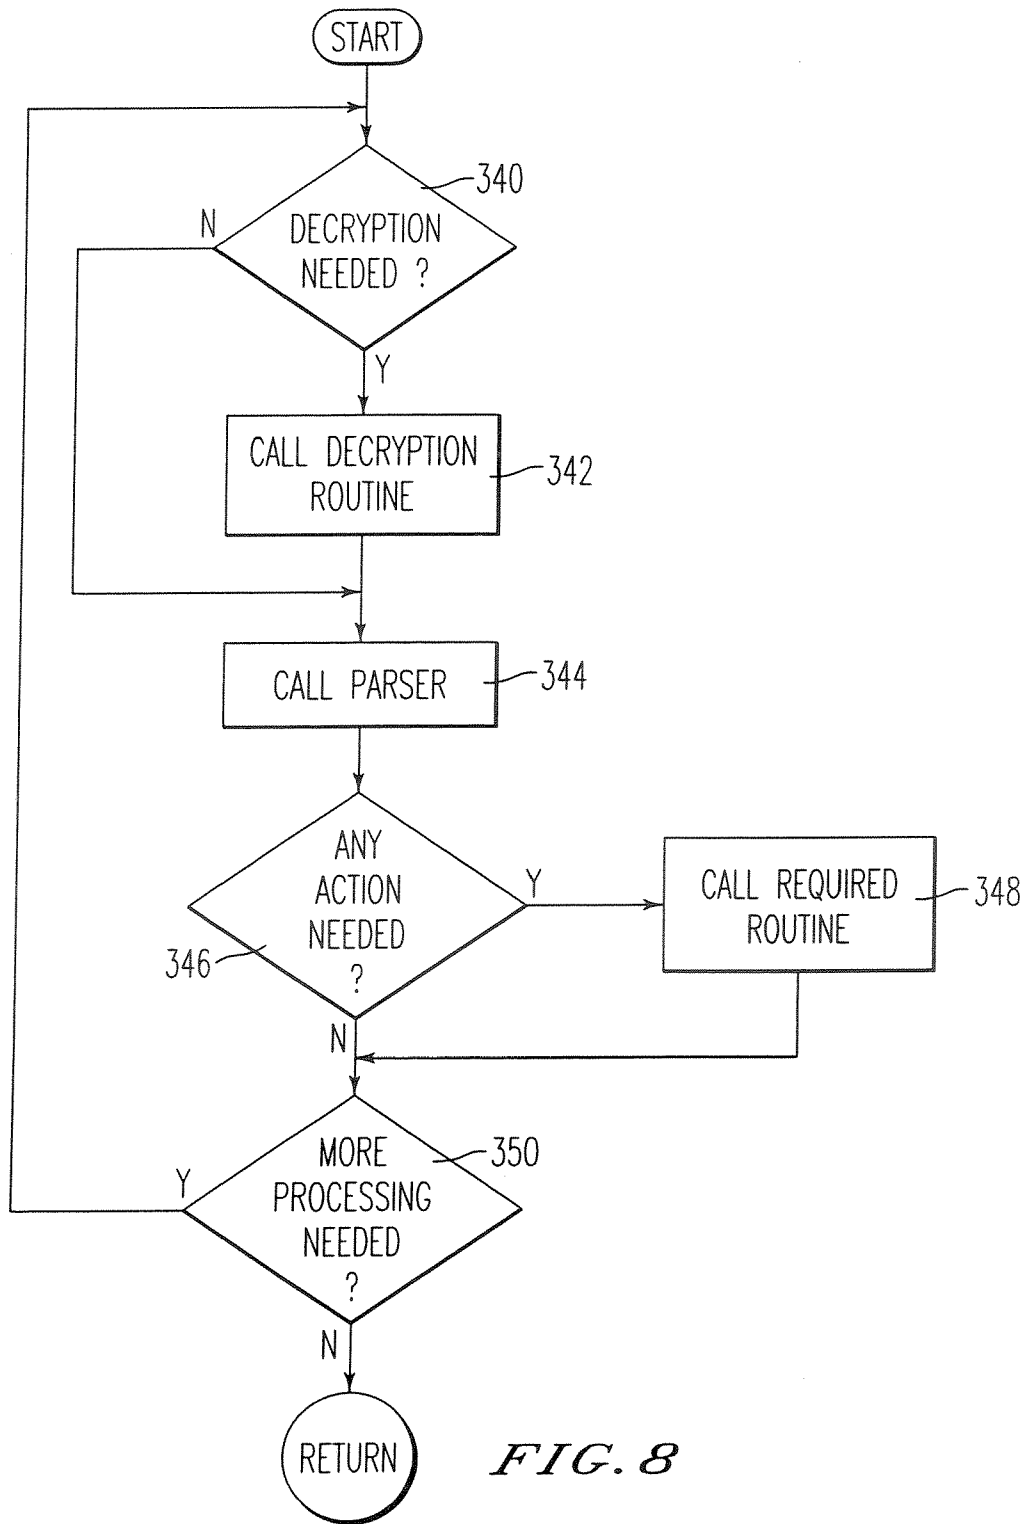 START
340
N
DECRYPTION
NEEDED ?
Y
CALL DECRYPTION
ROUTINE
342
CALL PARSER
344
ANY
ACTION
NEEDED
?
346
Y
CALL REQUIRED
ROUTINE
348
N
350
Y
MORE
PROCESSING
NEEDED
?
N
RETURN
FIG. 8